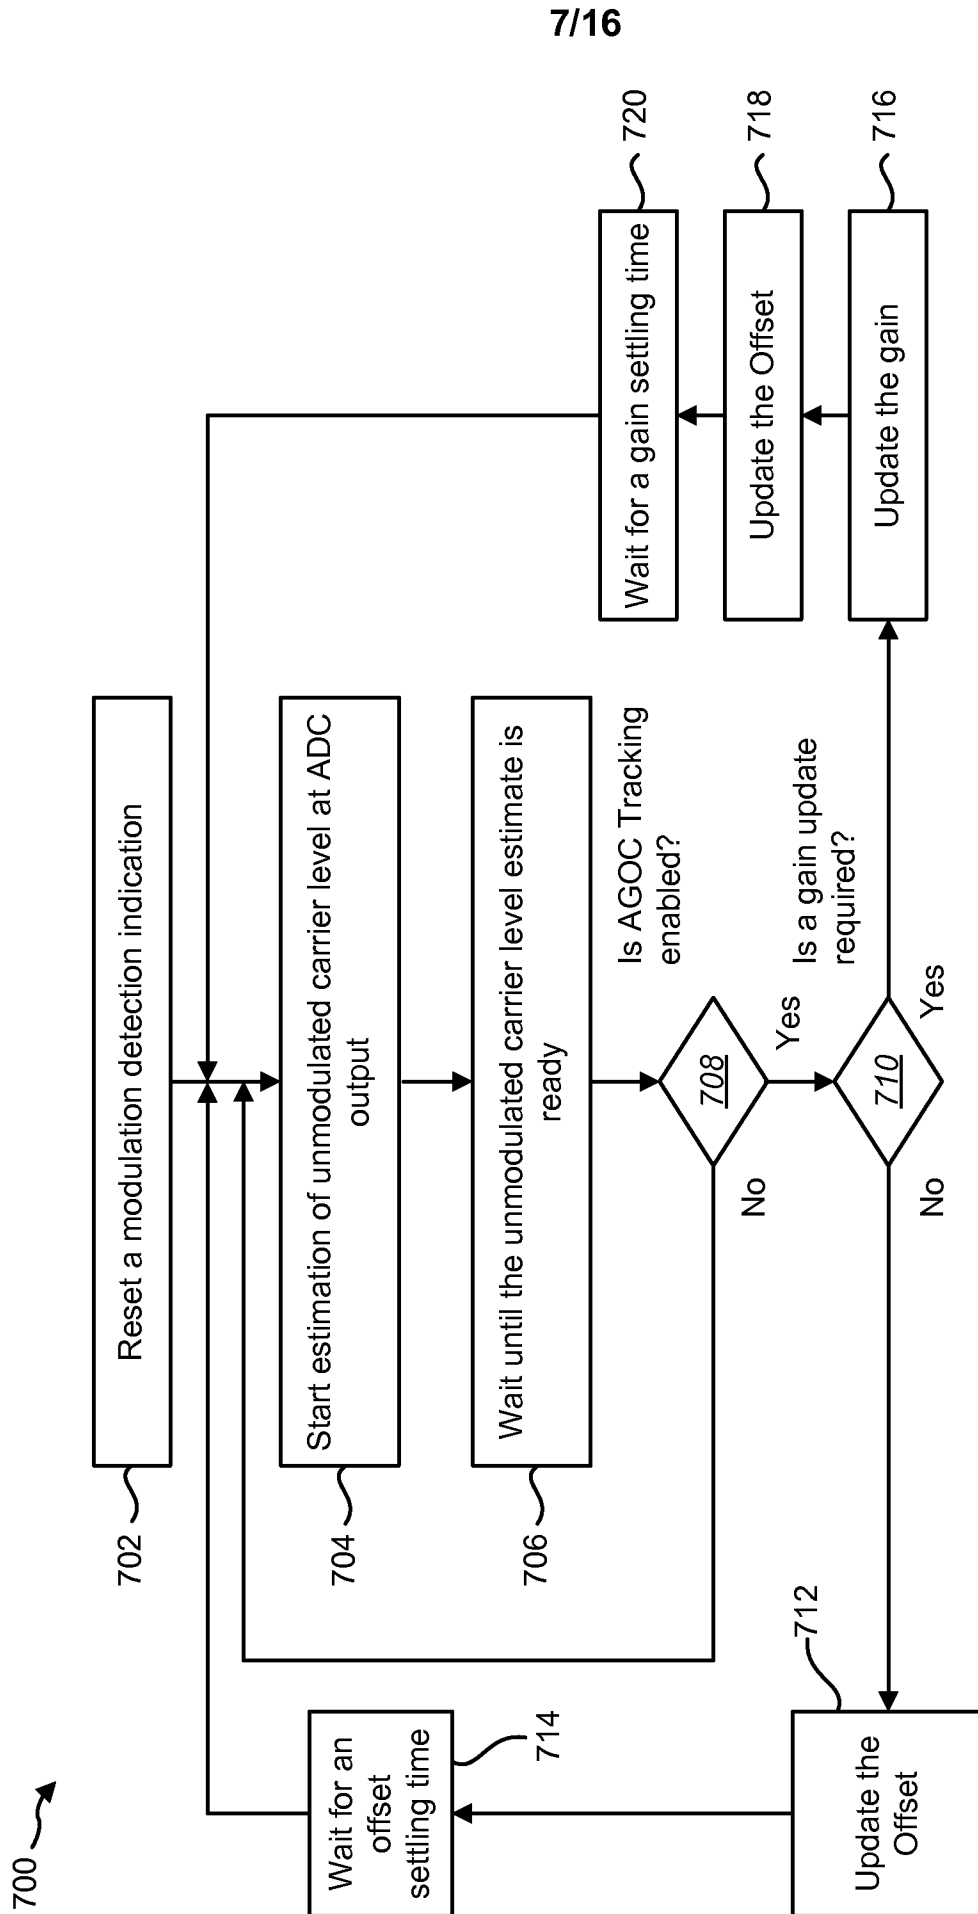 7/16
700
702
Reset a modulation detection indication
704
Start estimation of unmodulated carrier level at ADC
output
706
Wait until the unmodulated carrier level estimate is
ready
Is AGOC Tracking
enabled?
708
No
Yes
Is a gain update
required?
710
No
Yes
712
Update the
Offset
714
Wait for an
offset
settling time
716
Update the gain
718
Update the Offset
720
Wait for a gain settling time